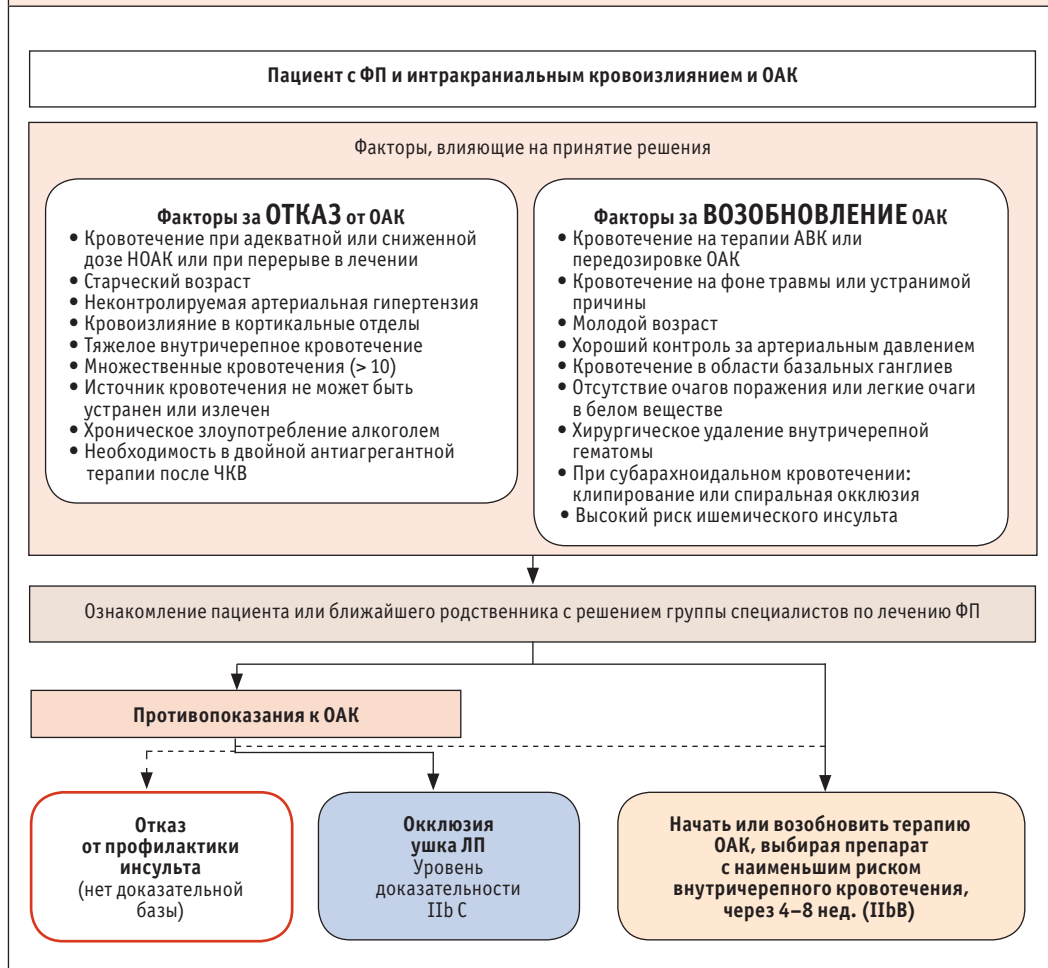 Пациент с ФП и интракраниальным кровоизлиянием и ОАК
Факторы, влияющие на принятие решения
Факторы за ОТКАЗ от ОАК
• Кровотечение при адекватной или сниженной
дозе НОАК или при перерыве в лечении
• Старческий возраст
• Неконтролируемая артериальная гипертензия
• Кровоизлияние в кортикальные отделы
• Тяжелое внутричерепное кровотечение
• Множественные кровотечения (> 10)
• Источник кровотечения не может быть
устранен или излечен
• Хроническое злоупотребление алкоголем
• Необходимость в двойной антиагрегантной
терапии после ЧКВ
Факторы за ВОЗОБНОВЛЕНИЕ ОАК
• Кровотечение на терапии АВК или
передозировке ОАК
• Кровотечение на фоне травмы или устранимой
причины
• Молодой возраст
• Хороший контроль за артериальным давлением
• Кровотечение в области базальных ганглиев
• Отсутствие очагов поражения или легкие очаги
в белом веществе
• Хирургическое удаление внутричерепной
гематомы
• При субарахноидальном кровотечении:
клипирование или спиральная окклюзия
• Высокий риск ишемического инсульта
Ознакомление пациента или ближайшего родственника с решением группы специалистов по лечению ФП
Противопоказания к ОАК
Отказ
от профилактики
инсульта
(нет доказательной
базы)
Окклюзия
ушка ЛП
Уровень
доказательности
IIb C
Начать или возобновить терапию
ОАК, выбирая препарат
с наименьшим риском
внутричерепного кровотечения,
через 4–8 нед. (IIbB)